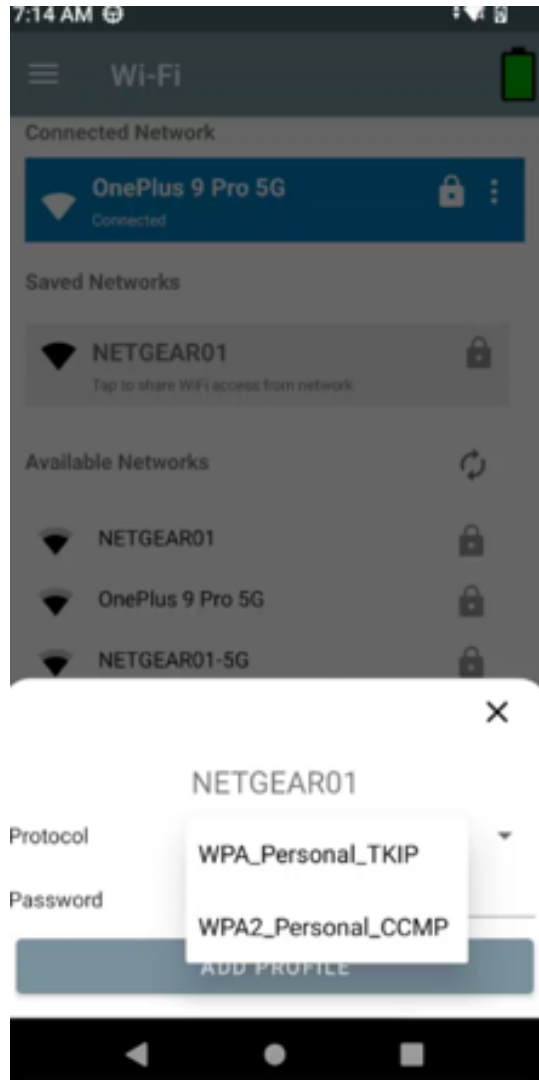 7:14 AM
Wi-Fi
Connected Network
OnePlus 9 Pro 5G
Connected
Saved Networks
NETGEAR01
Tap to share WiFi access from network
Available Networks
NETGEAR01
OnePlus 9 Pro 5G
NETGEAR01-5G
NETGEAR01
Protocol
WPA_Personal_TKIP
Password
WPA2_Personal_CCMP
ADD PROFILE